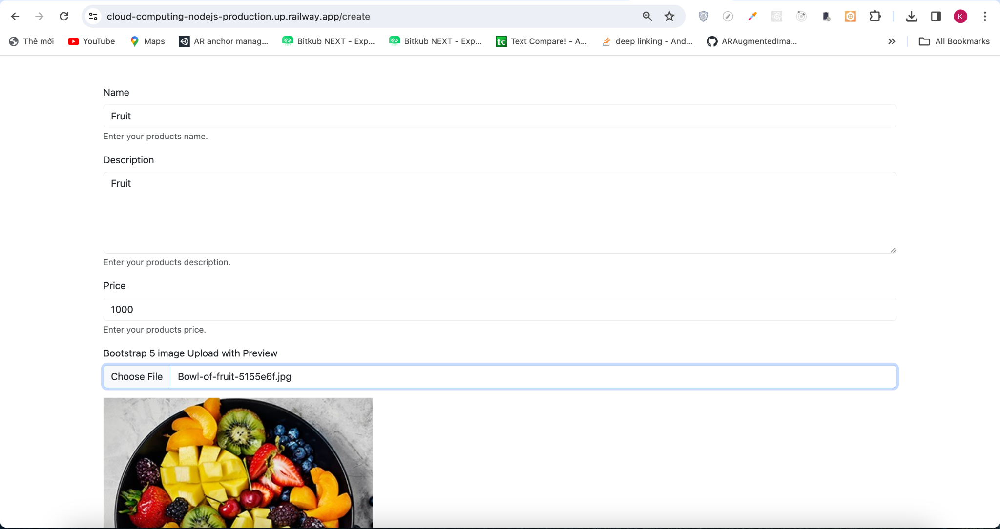 cloud-computing-nodejs-production.up.railway.app/create
K
Thẻ mới
YouTube
Maps
AR anchor manag...
Bitkub NEXT - Exp...
Bitkub NEXT - Exp...
tc
Text Compare! - A...
deep linking - And...
ARAugmentedIma...
All Bookmarks
Name
Fruit
Enter your products name.
Description
Fruit
Enter your products description.
Price
1000
Enter your products price.
Bootstrap 5 image Upload with Preview
Choose File
Bowl-of-fruit-5155e6f.jpg